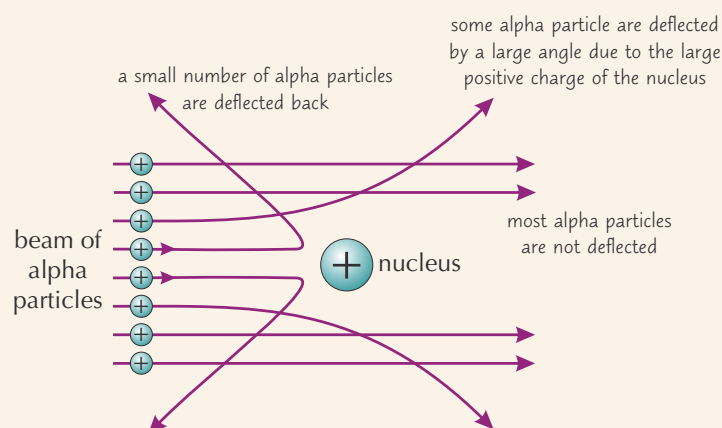 some alpha particle are deflected
by a large angle due to the large
positive charge of the nucleus
a small number of alpha particles
are deflected back
+
+
+
most alpha particles
are not deflected
beam of
alpha
particles
+
+
+
+
+
+ nucleus